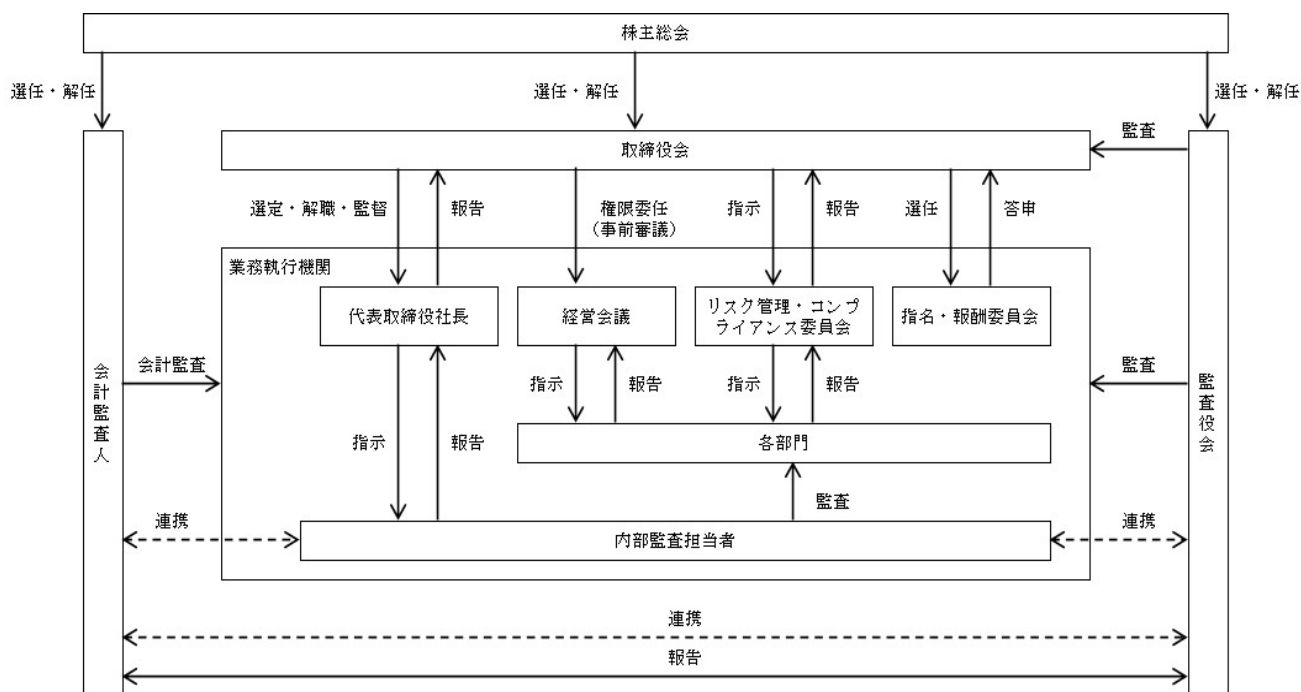 株主総会
選任・解任
選任・解任
選任・解任
取締役会
監査
選定・解職・監督
報告
権限委任
(事前審議)
指示
報告
選任
答申
業務執行機関
代表取締役社長
経営会議
リスク管理・コンプ
ライアンス委員会
指名・報酬委員会
会計監査人
会計監査
監査
監査役会
指示
報告
指示
報告
各部門
指示
報告
監査
連携
内部監査担当者
連携
連携
報告